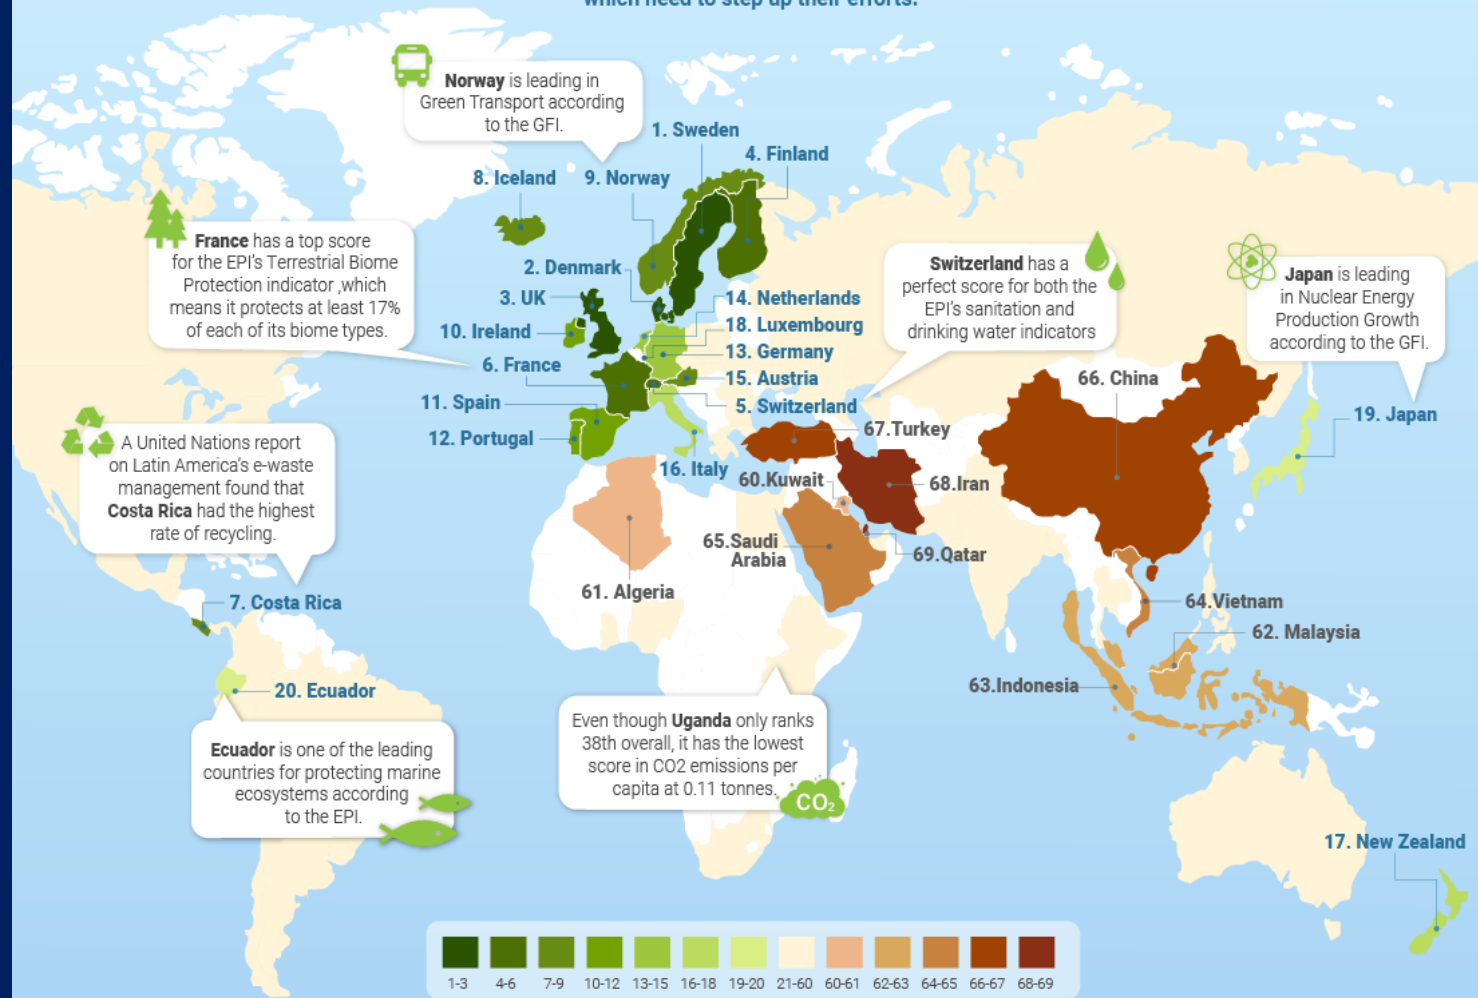 which need to step up their efforts.
Norway is leading in
Green Transport according
to the GFI.
1. Sweden
4. Finland
8. Iceland
9. Norway
France has a top score
for the EPI's Terrestrial Biome
Protection indicator ,which
means it protects at least 17%
of each of its biome types.
2. Denmark
3. UK
10. Ireland
6. France
11. Spain
12. Portugal
14. Netherlands
18. Luxembourg
13. Germany
15. Austria
5. Switzerland
16. Italy
Switzerland has a
perfect score for both the
EPI's sanitation and
drinking water indicators
Japan is leading
in Nuclear Energy
Production Growth
according to the GFI.
66. China
19. Japan
67.Turkey
60.Kuwait
68.Iran
65.Saudi
Arabia
69.Qatar
61. Algeria
64.Vietnam
62. Malaysia
63.Indonesia
A United Nations report
on Latin America's e-waste
management found that
Costa Rica had the highest
rate of recycling.
7. Costa Rica
20. Ecuador
Ecuador is one of the leading
countries for protecting marine
ecosystems according
to the EPI.
Even though Uganda only ranks
38th overall, it has the lowest
score in CO2 emissions per
capita at 0.11 tonnes.
CO₂
17. New Zealand
1-3 4-6 7-9 10-12 13-15 16-18 19-20 21-60 60-61 62-63 64-65 66-67 68-69